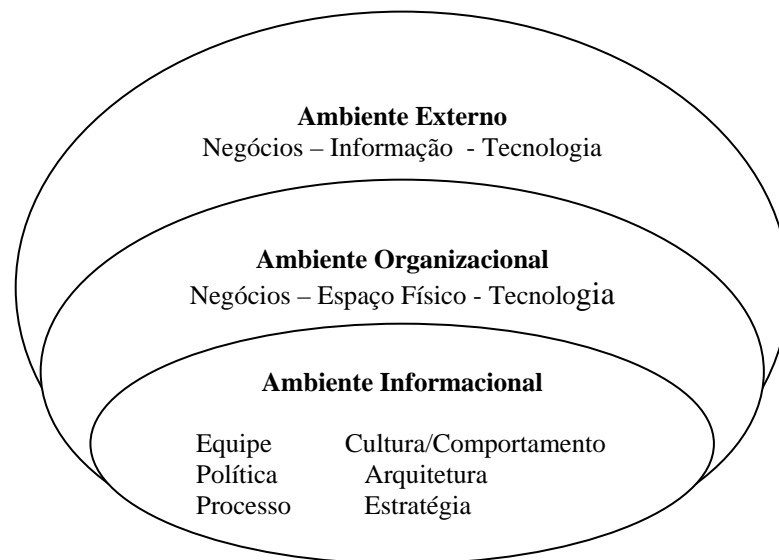 Ambiente Externo
Negócios – Informação - Tecnologia
Ambiente Organizacional
Negócios – Espaço Físico - Tecnologia
Ambiente Informacional
Equipe Cultura/Comportamento
Política Arquitetura
Processo Estratégia